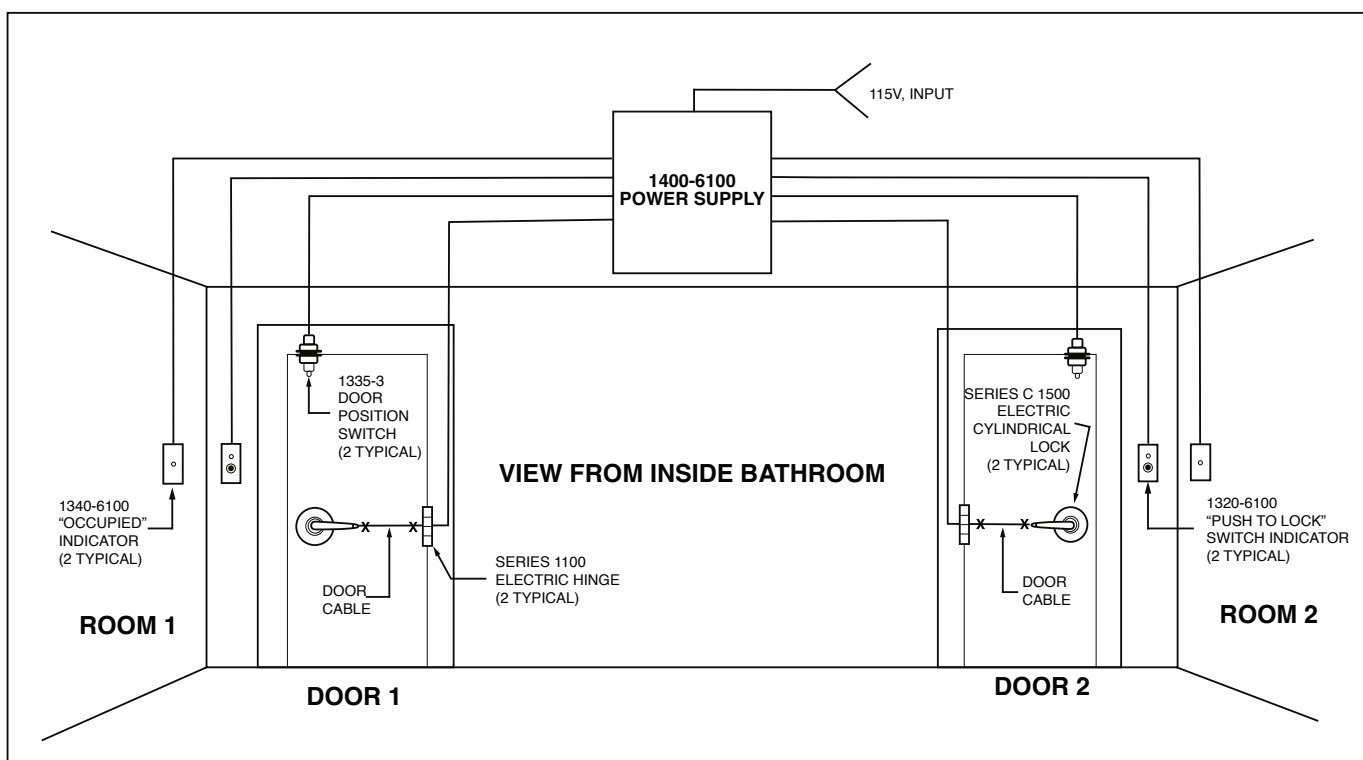 115V, INPUT
1400-6100
POWER SUPPLY
1335-3
DOOR
POSITION
SWITCH
(2 TYPICAL)
SERIES C 1500
ELECTRIC
CYLINDRICAL
LOCK
(2 TYPICAL)
VIEW FROM INSIDE BATHROOM
1340-6100
“OCCUPIED”
INDICATOR
(2 TYPICAL)
X X
X X
1320-6100
“PUSH TO LOCK”
SWITCH INDICATOR
(2 TYPICAL)
SERIES 1100
ELECTRIC HINGE
(2 TYPICAL)
DOOR
CABLE
DOOR
CABLE
ROOM 1
ROOM 2
DOOR 1
DOOR 2